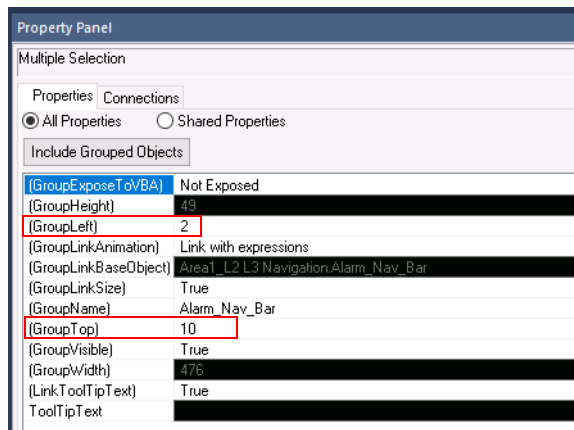 Property Panel
Multiple Selection
Properties Connections
All Properties Shared Properties
Include Grouped Objects
(GroupExposeToVBA) Not Exposed
(GroupHeight) 49
(GroupLeft) 2
(GroupLinkAnimation) Link with expressions
(GroupLinkBaseObject) Area1_L2 L3 Navigation.Alarm_Nav_Bar
(GroupLinkSize) True
(GroupName) Alarm_Nav_Bar
(GroupTop) 10
(GroupVisible) True
(GroupWidth) 476
(LinkToolTipText) True
ToolTipText